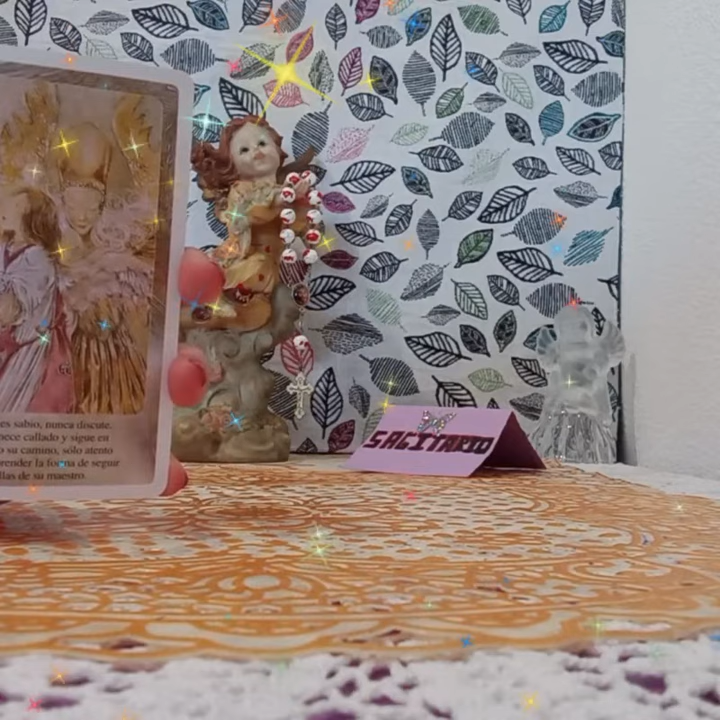 es sabio, nunca discute.
nece callado y sigue en
o su camino, sólo atento
render la forma de seguir
llas de su maestro.
SAGITARIO